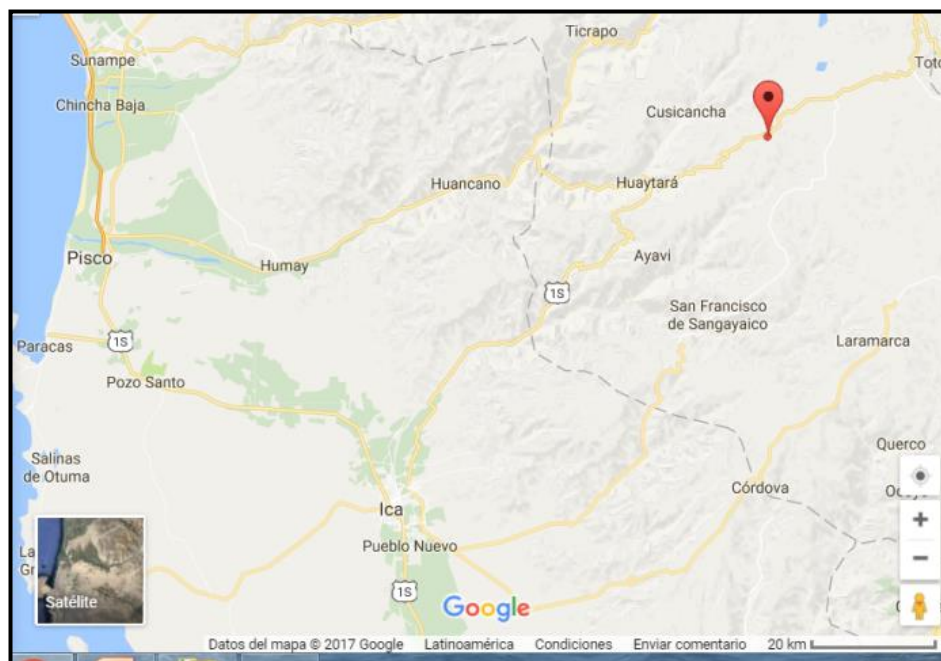 Ticrapo
Sunampe
Toto
Chincha Baja
Cusicancha
Huancano
Huaytará
Pisco
Humay
Ayavi
1S
San Francisco
de Sangayaico
Paracas
1S
Laramarca
Pozo Santo
Salinas
de Otuma
Querco
Córdova
Ica
Pueblo Nuevo
La
Gr
1S
Satélite
Google
Datos del mapa © 2017 Google Latinoamérica Condiciones Enviar comentario 20 km